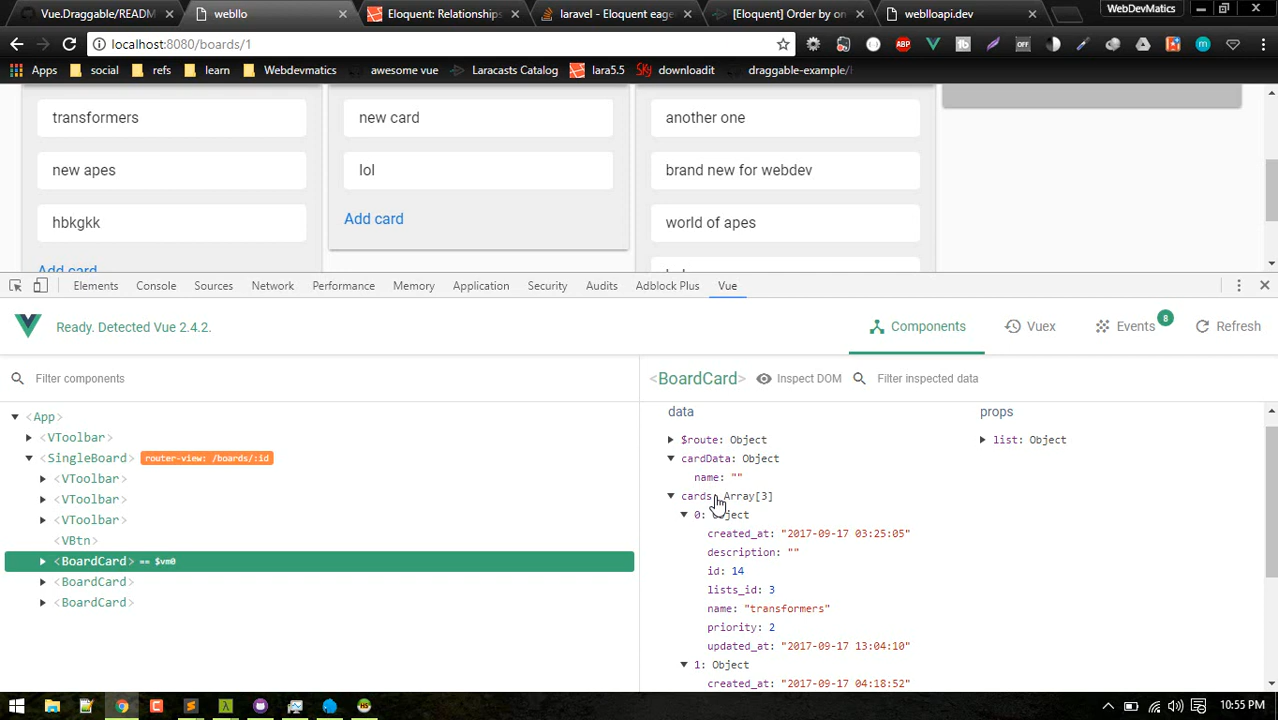 Vue.Draggable/READM
webllo
Eloquent: Relationships
laravel - Eloquent eage
[Eloquent] Order by on
weblloapi.dev
WebDevMatics
localhost:8080/boards/1
ABP
OFF
Apps
social
refs
learn
Webdevmatics
awesome vue
Laracasts Catalog
lara5.5
SKY
downloadit
draggable-example/
transformers
new card
another one
new apes
lol
brand new for webdev
hbkgkk
Add card
world of apes
Add card
Elements
Console
Sources
Network
Performance
Memory
Application
Security
Audits
Adblock Plus
Vue
Ready. Detected Vue 2.4.2.
Components
Vuex
Events
8
Refresh
Filter components
<BoardCard>
Inspect DOM
Filter inspected data
<App>
<VToolbar>
<SingleBoard> router-view: /boards/:id
<VToolbar>
<VToolbar>
<VToolbar>
<VBtn>
<BoardCard> == $vm0
<BoardCard>
<BoardCard>
data
$route: Object
cardData: Object
name: ""
cards: Array[3]
0: Object
created_at: "2017-09-17 03:25:05"
description: ""
id: 14
lists_id: 3
name: "transformers"
priority: 2
updated_at: "2017-09-17 13:04:10"
1: Object
created_at: "2017-09-17 04:18:52"
props
list: Object
10:55 PM